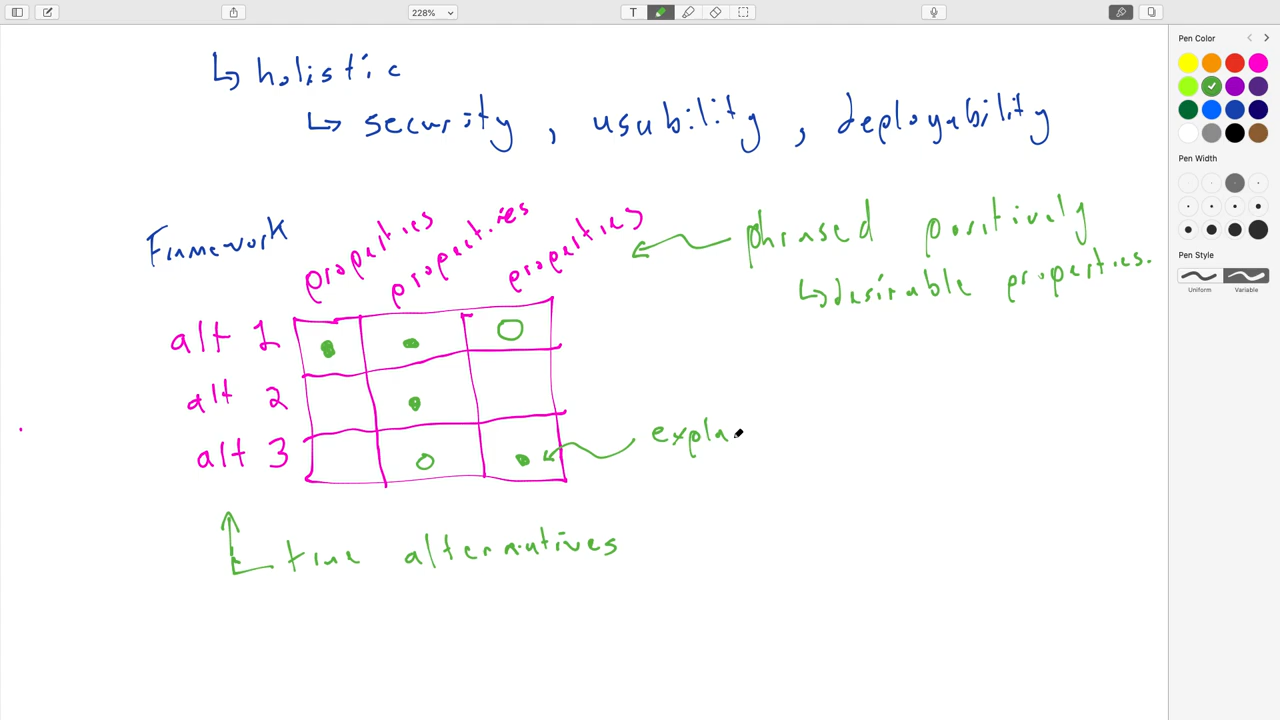 228%
T
Pen Color
Pen Width
Pen Style
Uniform
Variable
↳ holistic
↳ security, usability, deployability
Framework
properties
properties
properties
phrased positively
↳ desirable properties.
alt 1
alt 2
alt 3
expla
true alternatives